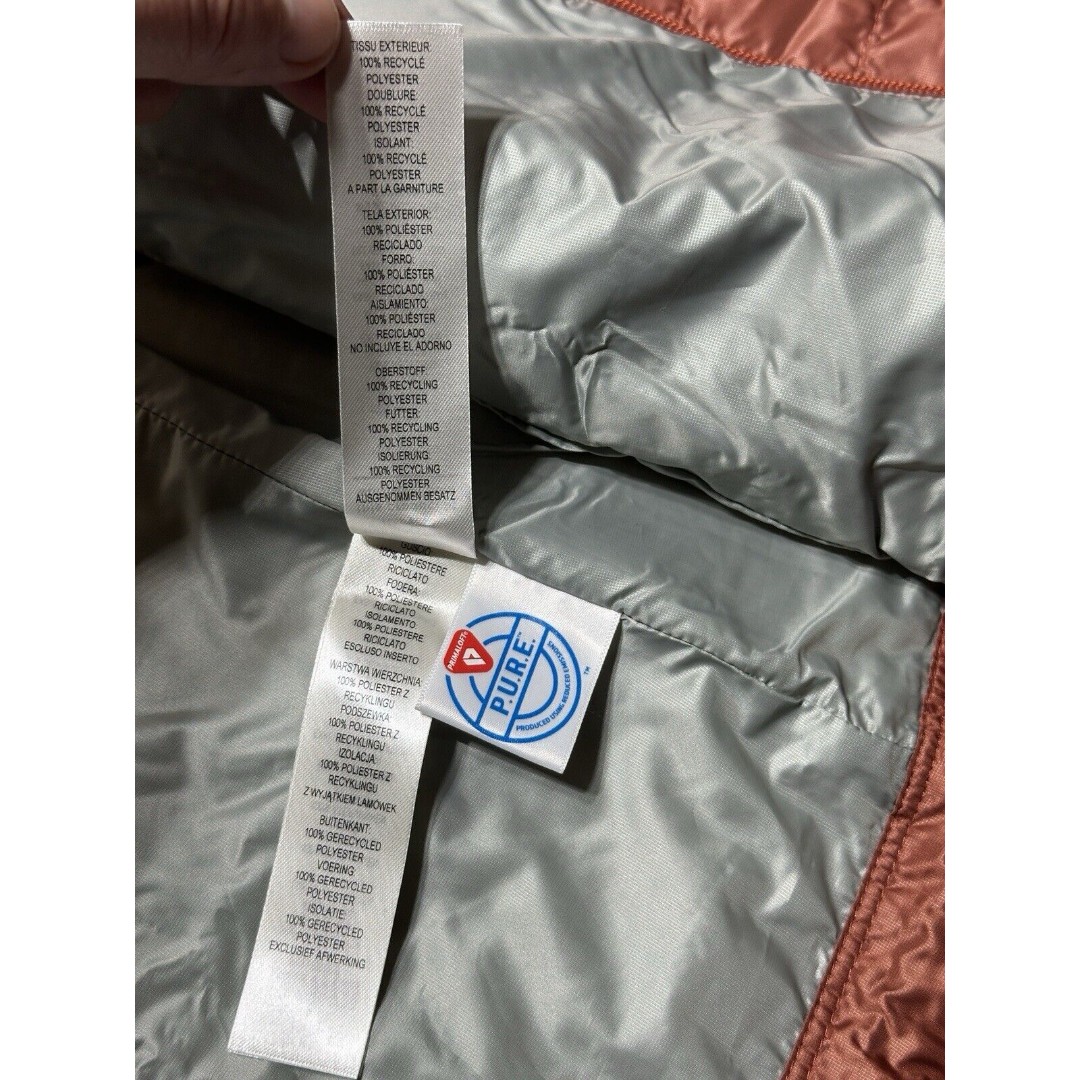 TISSU EXTERIEUR:
100% RECYCLÉ
POLYESTER
DOUBLURE:
100% RECYCLÉ
POLYESTER
ISOLANT:
100% RECYCLÉ
POLYESTER
A PART LA GARNITURE
TELA EXTERIOR:
100% POLIÉSTER
RECICLADO
FORRO:
100% POLIÉSTER
RECICLADO
AISLAMIENTO:
100% POLIÉSTER
RECICLADO
NO INCLUYE EL ADORNO
OBERSTOFF:
100% RECYCLING
POLYESTER
FUTTER:
100% RECYCLING
POLYESTER
ISOLIERUNG:
100% RECYCLING
POLYESTER
AUSGENOMMEN BESATZ
100% POLIESTERE
RICICLATO
FODERA:
100% POLIESTERE
RICICLATO
ISOLAMENTO
100% POLIESTERE
RICICLATO
ESCLUSO INSERTO
WARSTWA WIERZCHNIA:
100% POLIESTER Z
RECYKLINGU
PODSZEWKA:
100% POLIESTER Z
RECYKLINGU
IZOLACJA:
100% POLIESTER Z
RECYKLINGU
Z WYJĄTKIEM LAMÓWEK
BUITENKANT:
100% GERECYCLED
POLYESTER
VOERING
100% GERECYCLED
POLYESTER
ISOLATIE:
100% GERECYCLED
POLYESTER
EXCLUSIEF AFWERKING
PRIMALOFT®
P.U.R.E.™
PRODUCED USING REDUCED EMISSIONS
™